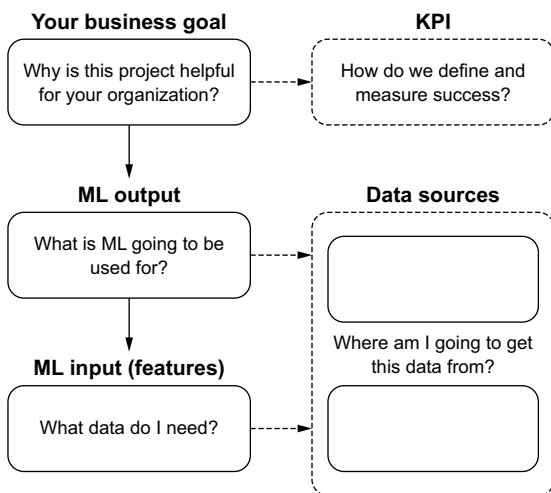 Your business goal
KPI
Why is this project helpful
for your organization?
How do we define and
measure success?
ML output
Data sources
What is ML going to be
used for?
Where am I going to get
this data from?
ML input (features)
What data do I need?